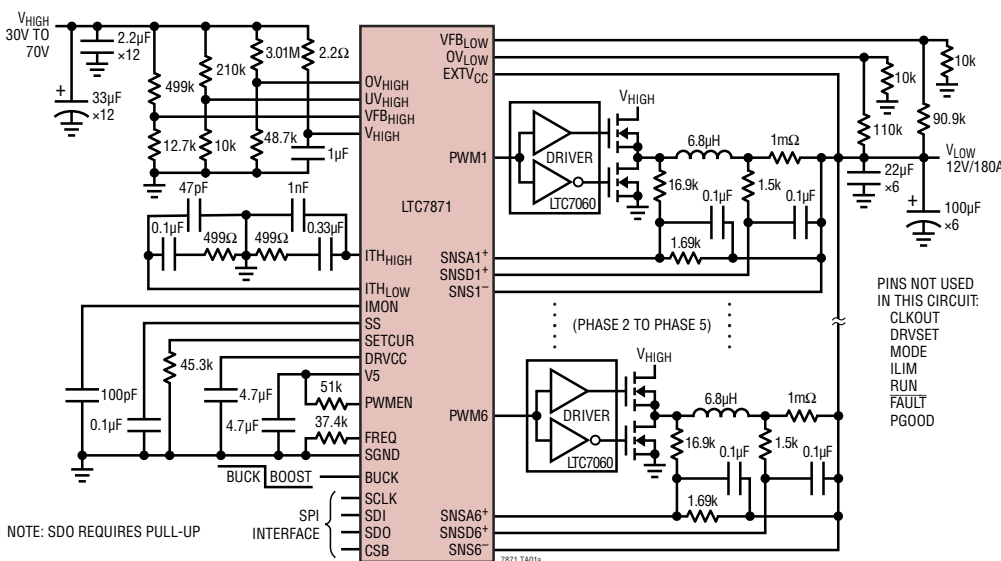 VHIGH
30V TO
70V
2.2µF
×12
33µF
×12
499k
12.7k
210k
10k
3.01M
48.7k
2.2Ω
1µF
OVHIGH
UVHIGH
VFBHIGH
VHIGH
47pF
1nF
0.1µF
499Ω
499Ω
0.33µF
ITHHIGH
ITHLOW
IMON
SS
SETCUR
DRVCC
V5
PWMEN
FREQ
SGND
BUCK
SCLK
SDI
SDO
CSB
45.3k
100pF
0.1µF
4.7µF
4.7µF
51k
37.4k
BUCK BOOST
SPI
INTERFACE
NOTE: SDO REQUIRES PULL-UP
LTC7871
VFBLOW
OVLOW
EXTVCC
PWM1
SNSA1+
SNSD1+
SNS1–
PWM6
SNSA6+
SNSD6+
SNS6–
DRIVER
LTC7060
VHIGH
6.8µH
1mΩ
16.9k
0.1µF
1.5k
0.1µF
1.69k
(PHASE 2 TO PHASE 5)
DRIVER
LTC7060
VHIGH
6.8µH
1mΩ
16.9k
0.1µF
1.5k
0.1µF
1.69k
10k
10k
110k
90.9k
VLOW
12V/180A
22µF
×6
100µF
×6
PINS NOT USED
IN THIS CIRCUIT:
CLKOUT
DRVSET
MODE
ILIM
RUN
FAULT
PGOOD
7871 TA01a